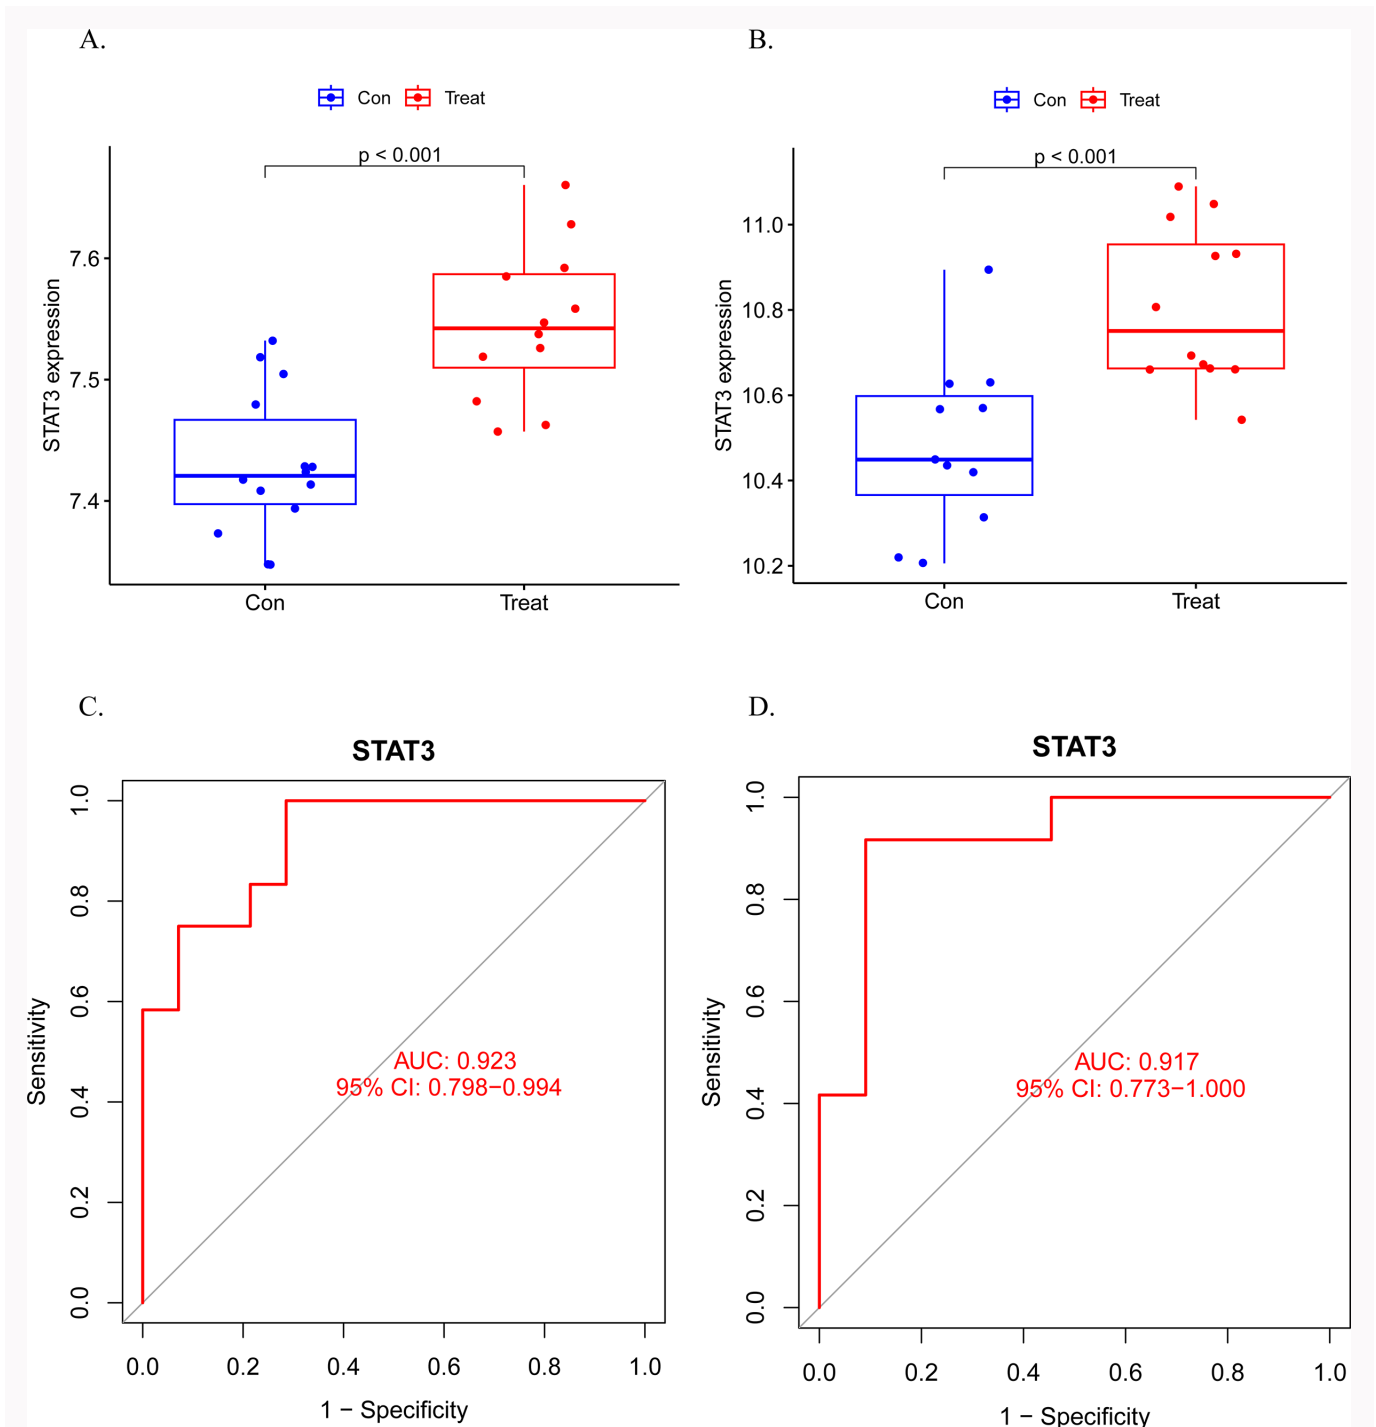 A.
Con Treat
p < 0.001
STAT3 expression
7.6
7.5
7.4
Con Treat
B.
Con Treat
p < 0.001
STAT3 expression
11.0
10.8
10.6
10.4
10.2
Con Treat
C.
STAT3
Sensitivity
1.0
0.8
0.6
0.4
0.2
0.0
AUC: 0.923
95% CI: 0.798−0.994
0.0 0.2 0.4 0.6 0.8 1.0
1 − Specificity
D.
STAT3
Sensitivity
1.0
0.8
0.6
0.4
0.2
0.0
AUC: 0.917
95% CI: 0.773−1.000
0.0 0.2 0.4 0.6 0.8 1.0
1 − Specificity